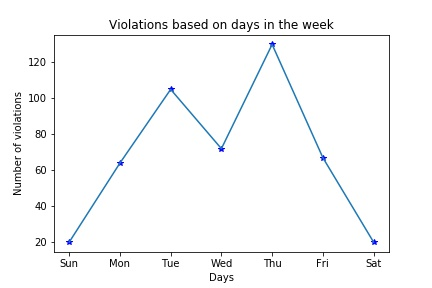 Violations based on days in the week
Number of violations
120
100
80
60
40
20
Sun Mon Tue Wed Thu Fri Sat
Days